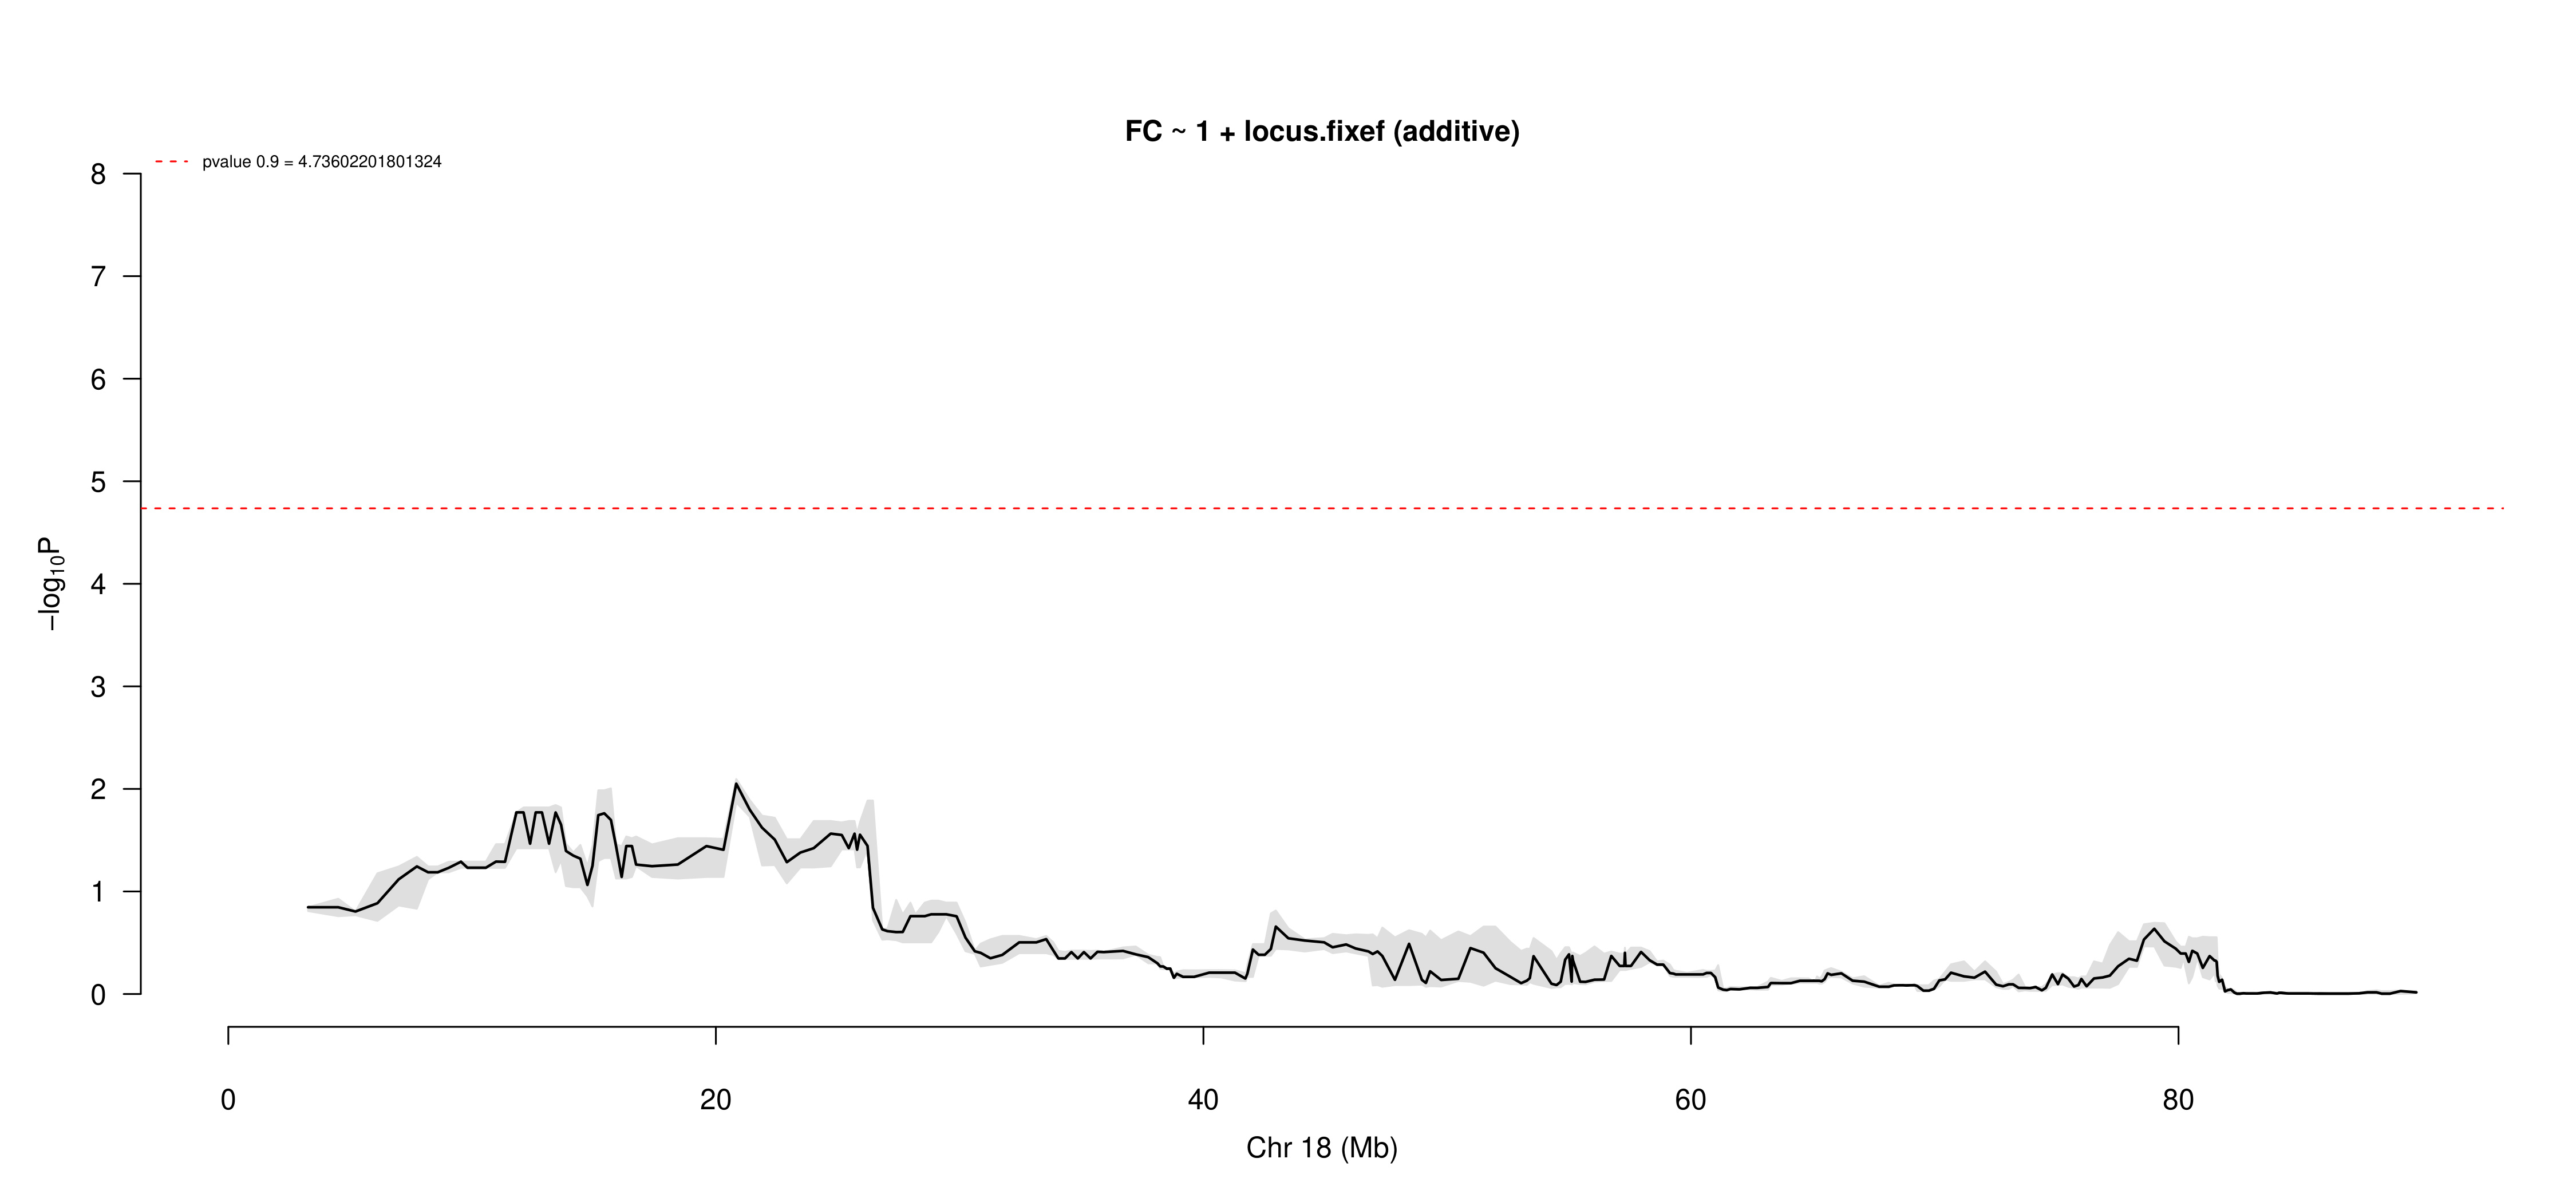 FC ~ 1 + locus.fixef (additive)
pvalue 0.9 = 4.73602201801324
8
7
6
5
4
3
2
1
0
−log10P
0 20 40 60 80
Chr 18 (Mb)